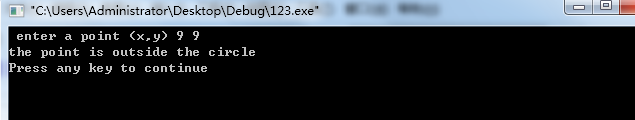 "C:\Users\Administrator\Desktop\Debug\123.exe"
enter a point (x,y) 9 9
the point is outside the circle
Press any key to continue